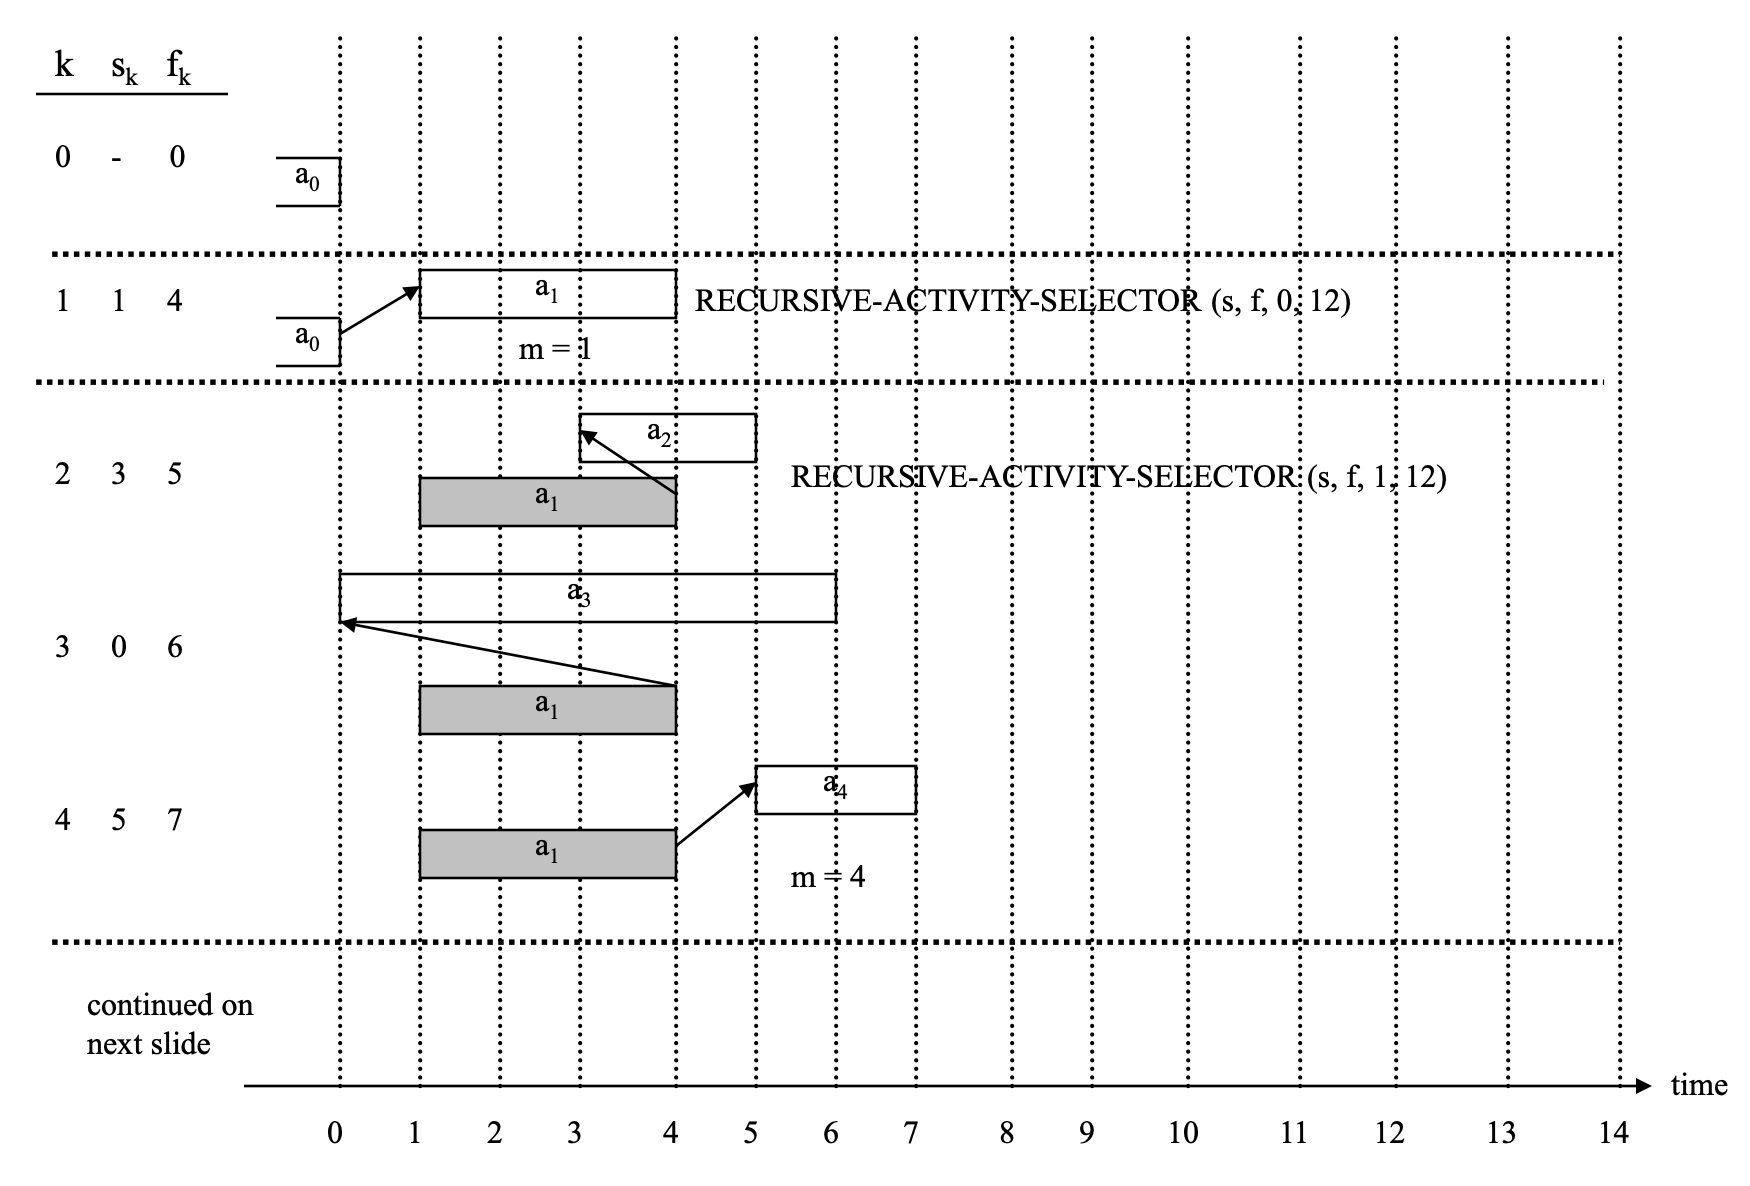 k s_k f_k
0 - 0
a_0
1 1 4
a_1
RECURSIVE-ACTIVITY-SELECTOR (s, f, 0, 12)
a_0
m = 1
a_2
2 3 5
RECURSIVE-ACTIVITY-SELECTOR (s, f, 1, 12)
a_1
a_3
3 0 6
a_1
a_4
4 5 7
a_1
m = 4
continued on
next slide
time
0 1 2 3 4 5 6 7 8 9 10 11 12 13 14